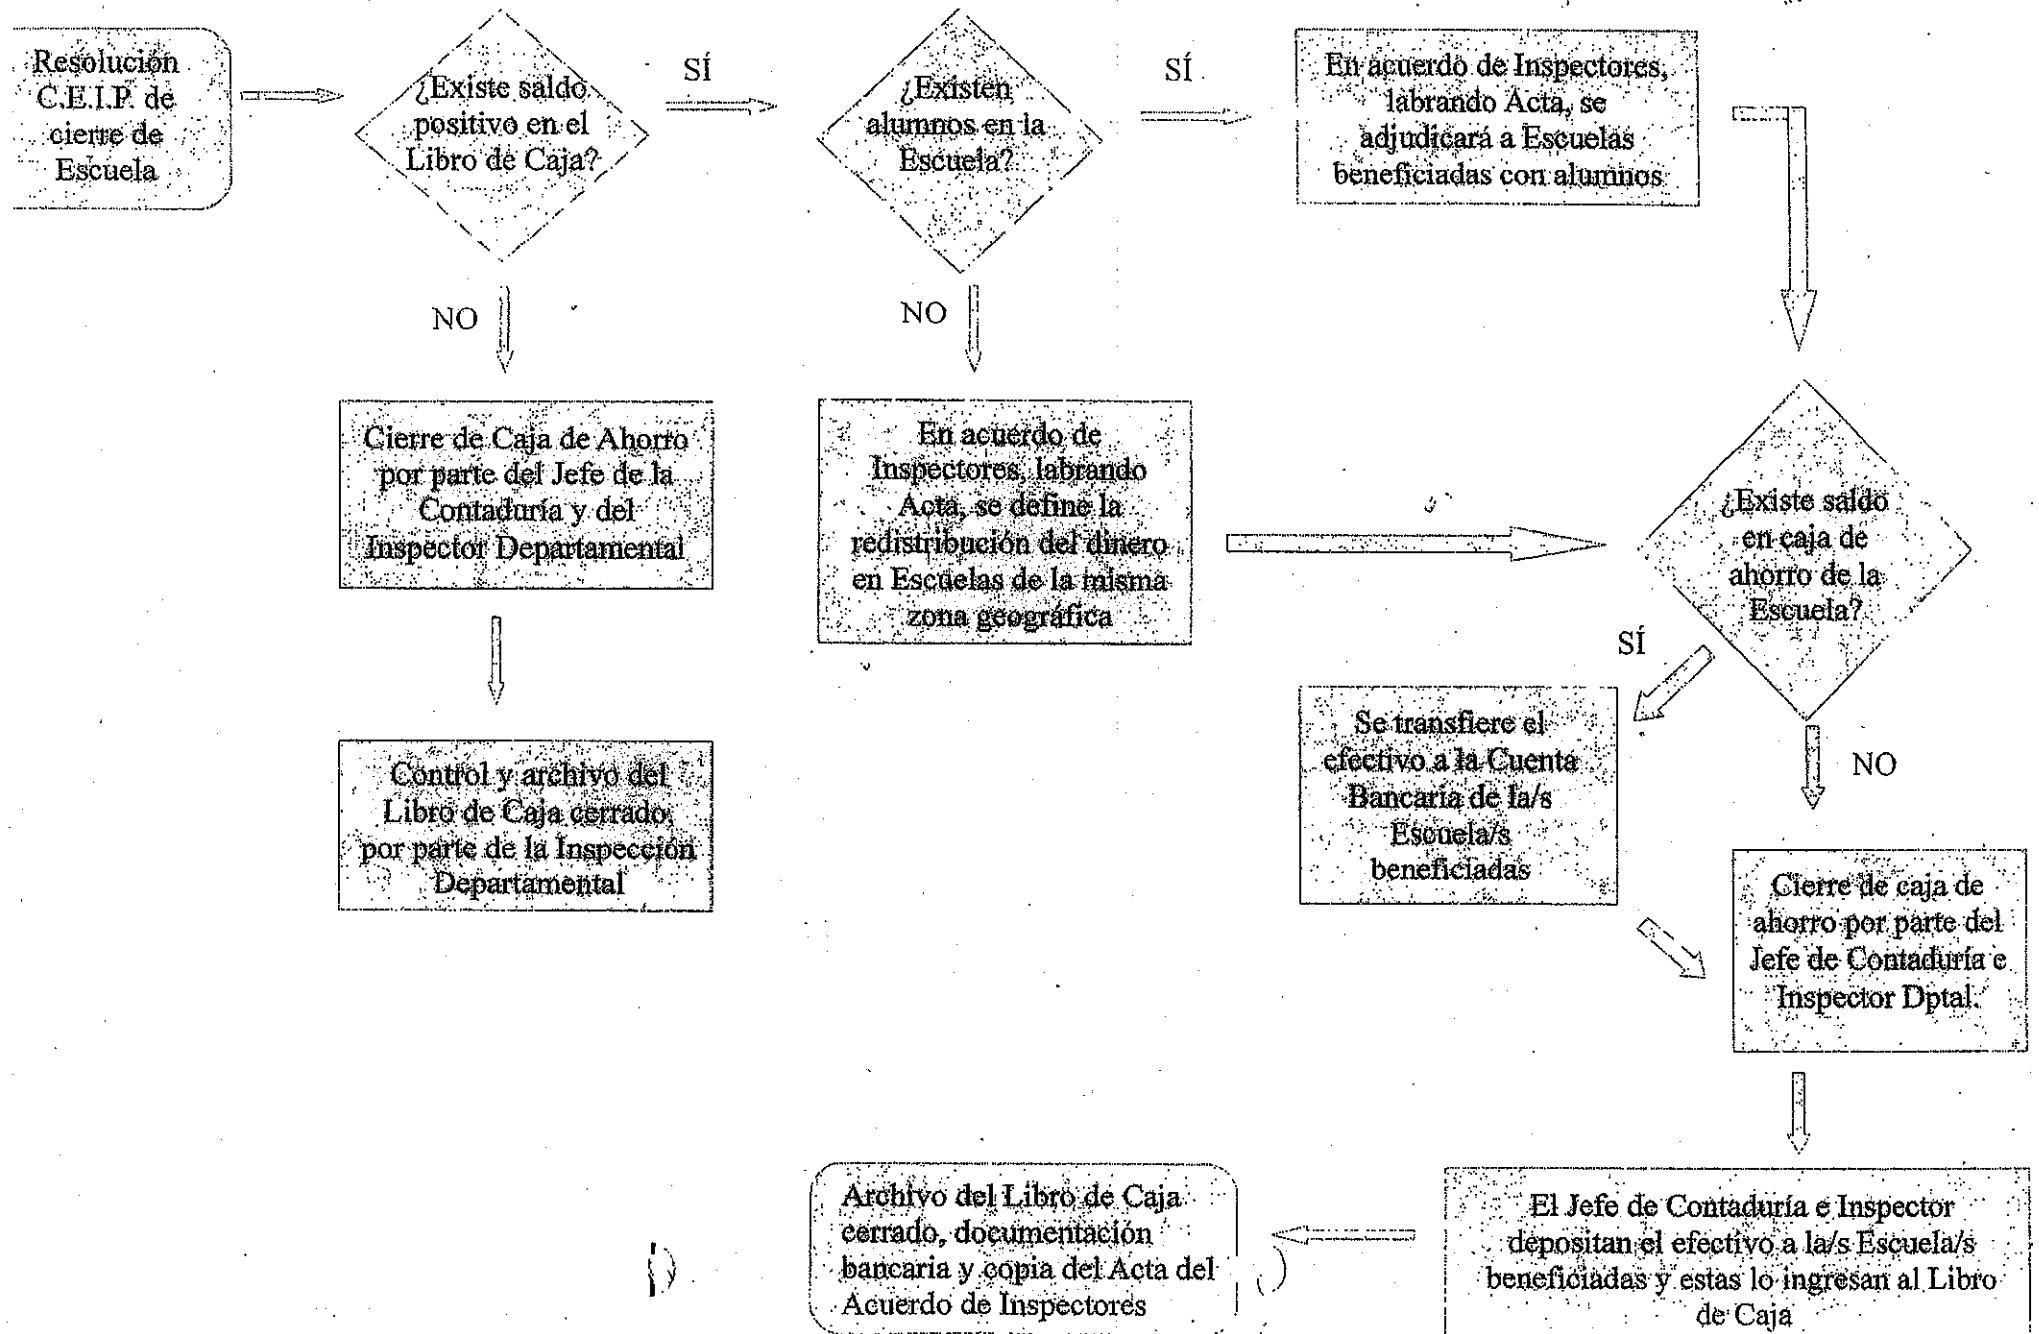 Resolución
C.E.I.P. de
cierre de
Escuela
¿Existe saldo
positivo en el
Libro de Caja?
SÍ
¿Existen
alumnos en la
Escuela?
SÍ
En acuerdo de Inspectores,
labrando Acta, se
adjudicará a Escuelas
beneficiadas con alumnos
NO
NO
Cierre de Caja de Ahorro
por parte del Jefe de la
Contaduría y del
Inspector Departamental
En acuerdo de
Inspectores, labrando
Acta, se define la
redistribución del dinero
en Escuelas de la misma
zona geográfica
¿Existe saldo
en caja de
ahorro de la
Escuela?
SÍ
NO
Control y archivo del
Libro de Caja cerrado,
por parte de la Inspección
Departamental
Se transfiere el
efectivo a la Cuenta
Bancaria de la/s
Escuela/s
beneficiadas
Cierre de caja de
ahorro por parte del
Jefe de Contaduría e
Inspector Dptal.
El Jefe de Contaduría e Inspector
depositan el efectivo a la/s Escuela/s
beneficiadas y estas lo ingresan al Libro
de Caja
Archivo del Libro de Caja
cerrado, documentación
bancaria y copia del Acta del
Acuerdo de Inspectores